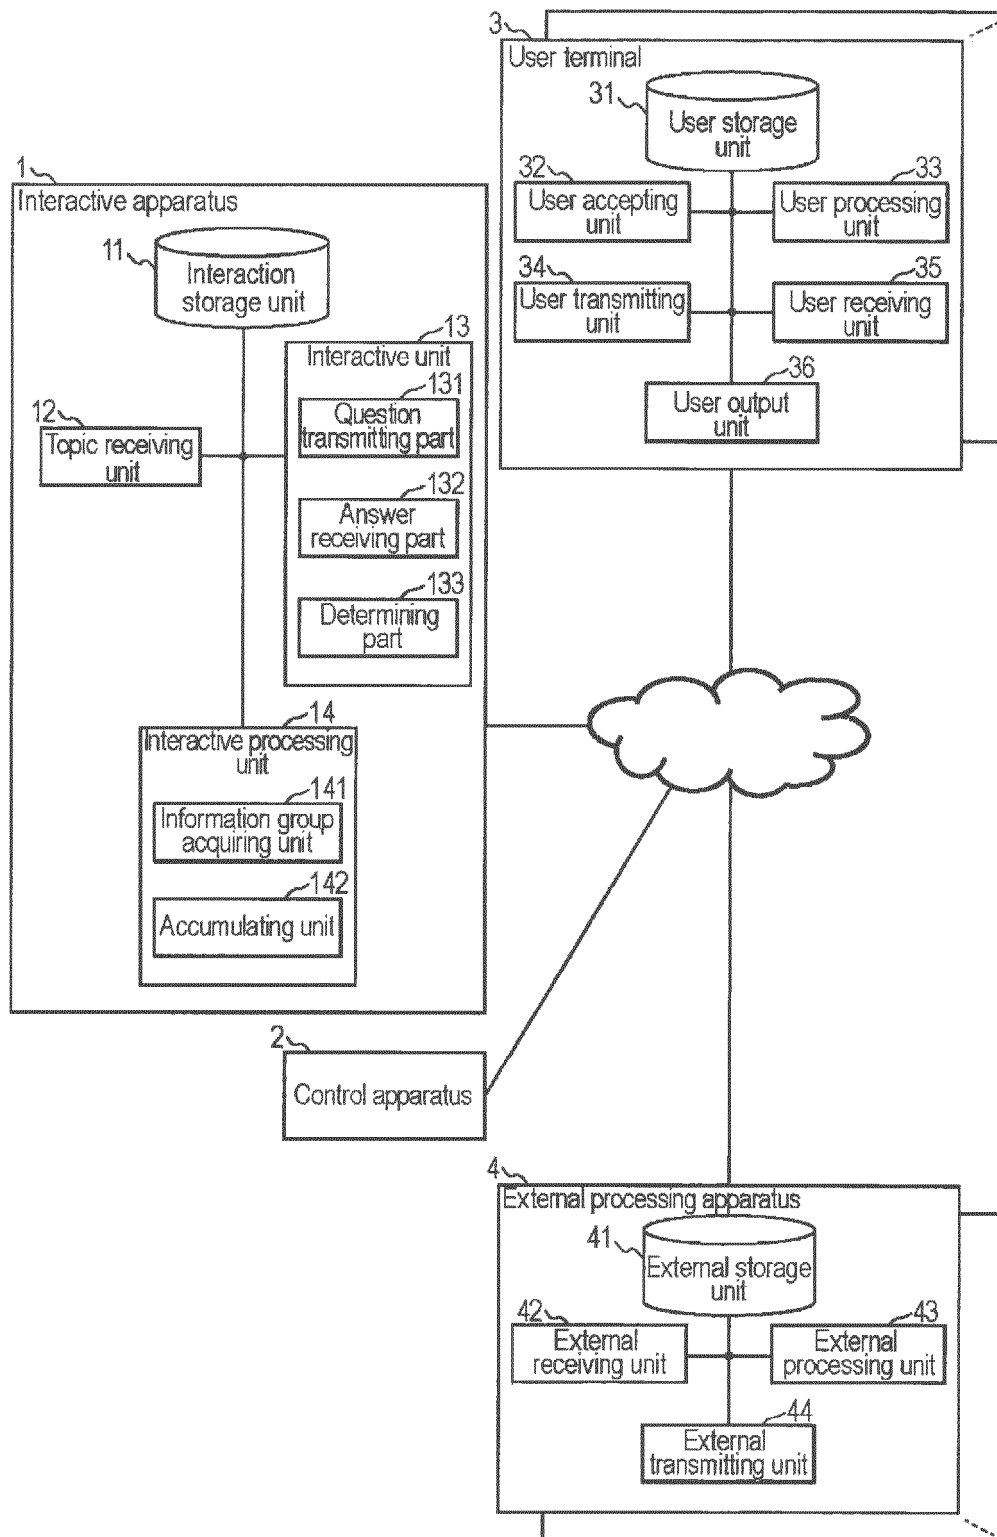 3
User terminal
31
User storage
unit
32
User accepting
unit
33
User processing
unit
34
User transmitting
unit
35
User receiving
unit
36
User output
unit
1
Interactive apparatus
11
Interaction
storage unit
12
Topic receiving
unit
13
Interactive unit
131
Question
transmitting part
132
Answer
receiving part
133
Determining
part
14
Interactive processing
unit
141
Information group
acquiring unit
142
Accumulating unit
2
Control apparatus
4
External processing apparatus
41
External storage
unit
42
External
receiving unit
43
External
processing unit
44
External
transmitting unit